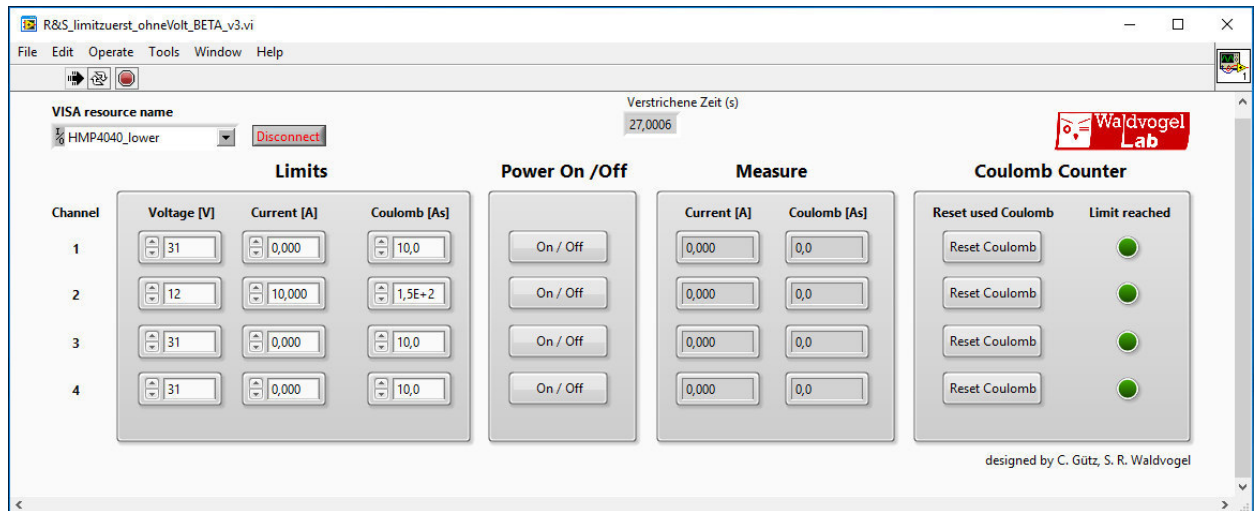 R&S_limitzuerst_ohneVolt_BETA_v3.vi
File Edit Operate Tools Window Help
1
VISA resource name
Verstrichene Zeit (s)
I/O HMP4040_lower Disconnect
27,0006
Waldvogel
Lab
Limits Power On /Off Measure Coulomb Counter
Channel Voltage [V] Current [A] Coulomb [As] Current [A] Coulomb [As] Reset used Coulomb Limit reached
1 31 0,000 10,0 On / Off 0,000 0,0 Reset Coulomb
2 12 10,000 1,5E+2 On / Off 0,000 0,0 Reset Coulomb
3 31 0,000 10,0 On / Off 0,000 0,0 Reset Coulomb
4 31 0,000 10,0 On / Off 0,000 0,0 Reset Coulomb
designed by C. Gütz, S. R. Waldvogel